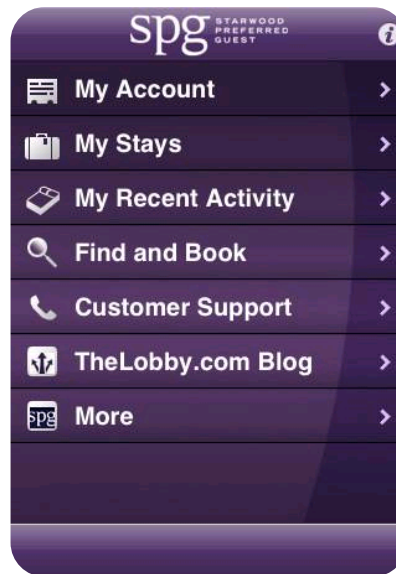 spg STARWOOD
PREFERRED
GUEST
i
My Account
My Stays
My Recent Activity
Find and Book
Customer Support
TheLobby.com Blog
spg More